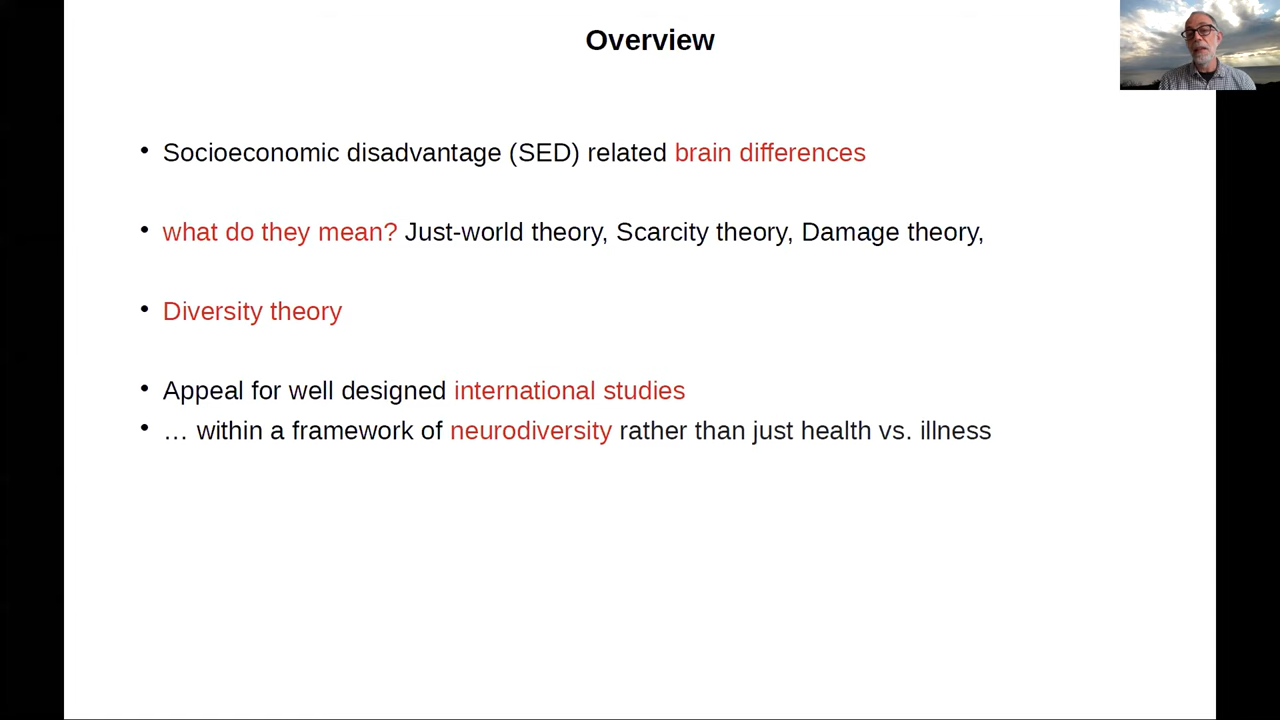 Overview
• Socioeconomic disadvantage (SED) related brain differences
• what do they mean? Just-world theory, Scarcity theory, Damage theory,
• Diversity theory
• Appeal for well designed international studies
• … within a framework of neurodiversity rather than just health vs. illness